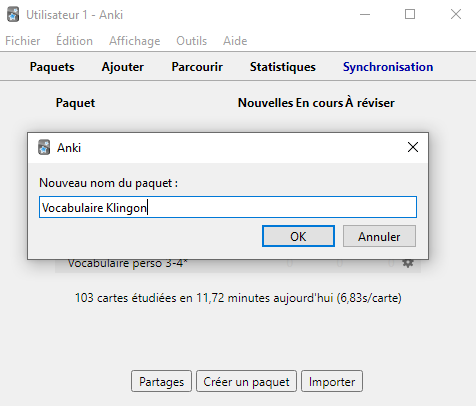 Utilisateur 1 - Anki
Fichier Édition Affichage Outils Aide
Paquets Ajouter Parcourir Statistiques Synchronisation
Paquet Nouvelles En cours À réviser
Anki
Nouveau nom du paquet :
Vocabulaire Klingon
OK Annuler
Vocabulaire perso 3-4*
103 cartes étudiées en 11,72 minutes aujourd'hui (6,83s/carte)
Partages Créer un paquet Importer